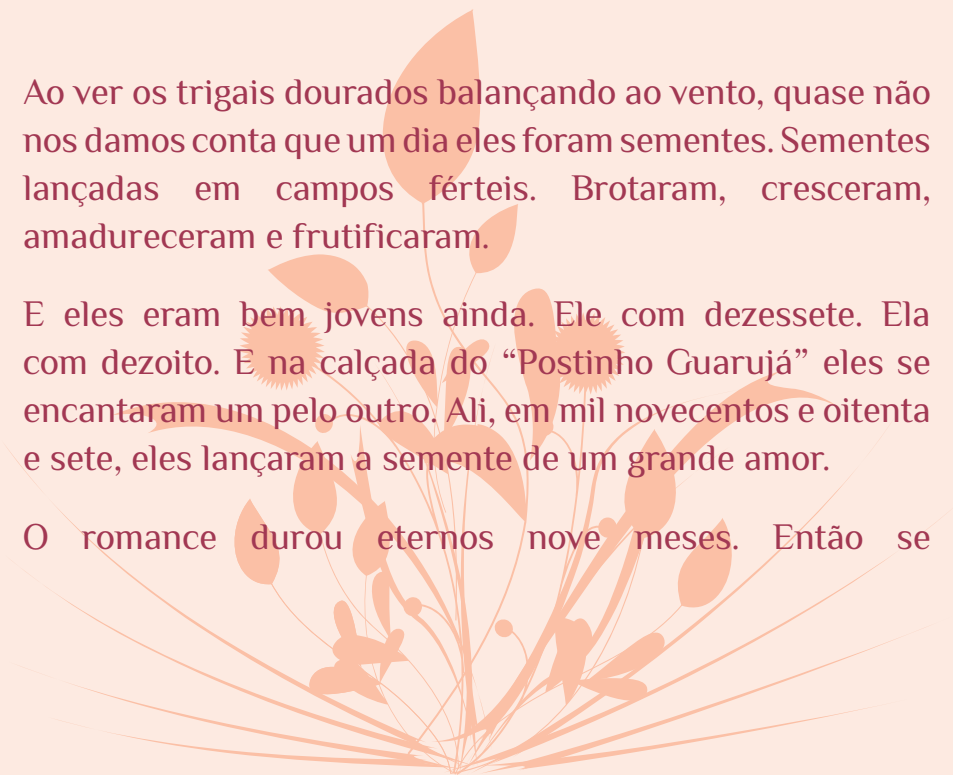 Ao ver os trigais dourados balançando ao vento, quase não
nos damos conta que um dia eles foram sementes. Sementes
lançadas em campos férteis. Brotaram, cresceram,
amadureceram e frutificaram.
E eles eram bem jovens ainda. Ele com dezessete. Ela
com dezoito. E na calçada do “Postinho Guarujá” eles se
encantaram um pelo outro. Ali, em mil novecentos e oitenta
e sete, eles lançaram a semente de um grande amor.
O romance durou eternos nove meses. Então se